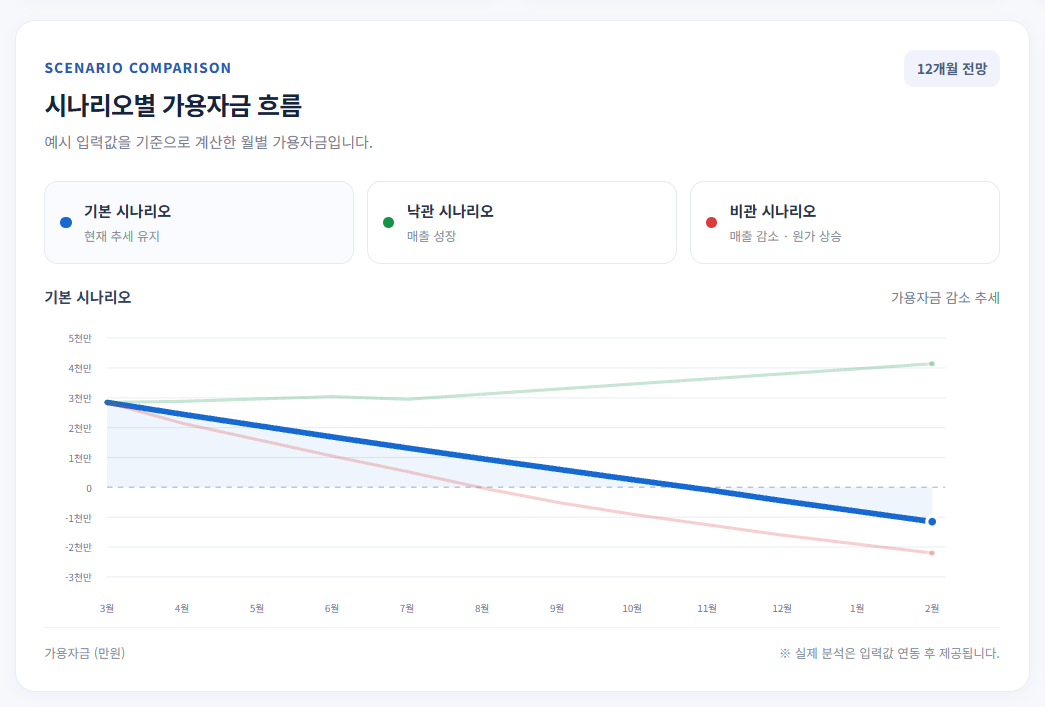 SCENARIO COMPARISON
12개월 전망
시나리오별 가용자금 흐름
예시 입력값을 기준으로 계산한 월별 가용자금입니다.
기본 시나리오
현재 추세 유지
낙관 시나리오
매출 성장
비관 시나리오
매출 감소 · 원가 상승
기본 시나리오
가용자금 감소 추세
5천만
4천만
3천만
2천만
1천만
0
-1천만
-2천만
-3천만
3월 4월 5월 6월 7월 8월 9월 10월 11월 12월 1월 2월
가용자금 (만원)
※ 실제 분석은 입력값 연동 후 제공됩니다.